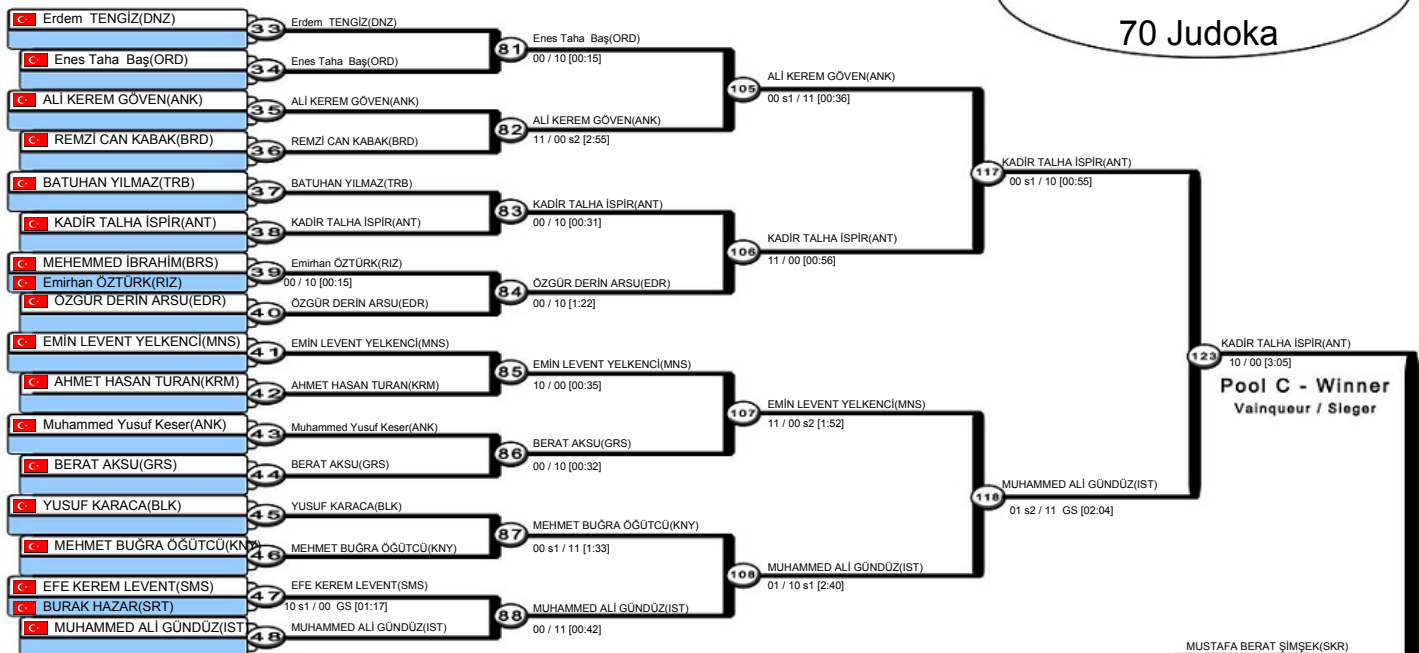 70 Judoka
Erdem TENGİZ(DNZ)
Enes Taha Baş(ORD)
ALİ KEREM GÖVEN(ANK)
REMZİ CAN KABAK(BRD)
BATUHAN YILMAZ(TRB)
KADİR TALHA İSPİR(ANT)
MEHEMMED İBRAHİM(BRS)
Emirhan ÖZTÜRK(RIZ)
ÖZGÜR DERİN ARSU(EDR)
EMİN LEVENT YELKENCİ(MNS)
AHMET HASAN TURAN(KRM)
Muhammed Yusuf Keser(ANK)
BERAT AKSU(GRS)
YUSUF KARACA(BLK)
MEHMET BUĞRA ÖĞÜTCÜ(KNY)
EFE KEREM LEVENT(SMS)
BURAK HAZAR(SRT)
MUHAMMED ALİ GÜNDÜZ(IST
33
Erdem TENGİZ(DNZ)
34
Enes Taha Baş(ORD)
35
ALİ KEREM GÖVEN(ANK)
36
REMZİ CAN KABAK(BRD)
37
BATUHAN YILMAZ(TRB)
38
KADİR TALHA İSPİR(ANT)
39
Emirhan ÖZTÜRK(RIZ)
00 / 10 [00:15]
40
ÖZGÜR DERİN ARSU(EDR)
41
EMİN LEVENT YELKENCİ(MNS)
42
AHMET HASAN TURAN(KRM)
43
Muhammed Yusuf Keser(ANK)
44
BERAT AKSU(GRS)
45
YUSUF KARACA(BLK)
46
MEHMET BUĞRA ÖĞÜTCÜ(KNY)
47
EFE KEREM LEVENT(SMS)
10 s1 / 00 GS [01:17]
48
MUHAMMED ALİ GÜNDÜZ(IST)
81
Enes Taha Baş(ORD)
00 / 10 [00:15]
82
ALİ KEREM GÖVEN(ANK)
11 / 00 s2 [2:55]
83
KADİR TALHA İSPİR(ANT)
00 / 10 [00:31]
84
ÖZGÜR DERİN ARSU(EDR)
00 / 10 [1:22]
85
EMİN LEVENT YELKENCİ(MNS)
10 / 00 [00:35]
86
BERAT AKSU(GRS)
00 / 10 [00:32]
87
MEHMET BUĞRA ÖĞÜTCÜ(KNY)
00 s1 / 11 [1:33]
88
MUHAMMED ALİ GÜNDÜZ(IST)
00 / 11 [00:42]
105
ALİ KEREM GÖVEN(ANK)
00 s1 / 11 [00:36]
106
KADİR TALHA İSPİR(ANT)
11 / 00 [00:56]
107
EMİN LEVENT YELKENCİ(MNS)
11 / 00 s2 [1:52]
108
MUHAMMED ALİ GÜNDÜZ(IST)
01 / 10 s1 [2:40]
117
KADİR TALHA İSPİR(ANT)
00 s1 / 10 [00:55]
118
MUHAMMED ALİ GÜNDÜZ(IST)
01 s2 / 11 GS [02:04]
123
KADİR TALHA İSPİR(ANT)
10 / 00 [3:05]
Pool C - Winner
Vainqueur / Sieger
MUSTAFA BERAT ŞİMŞEK(SKR)